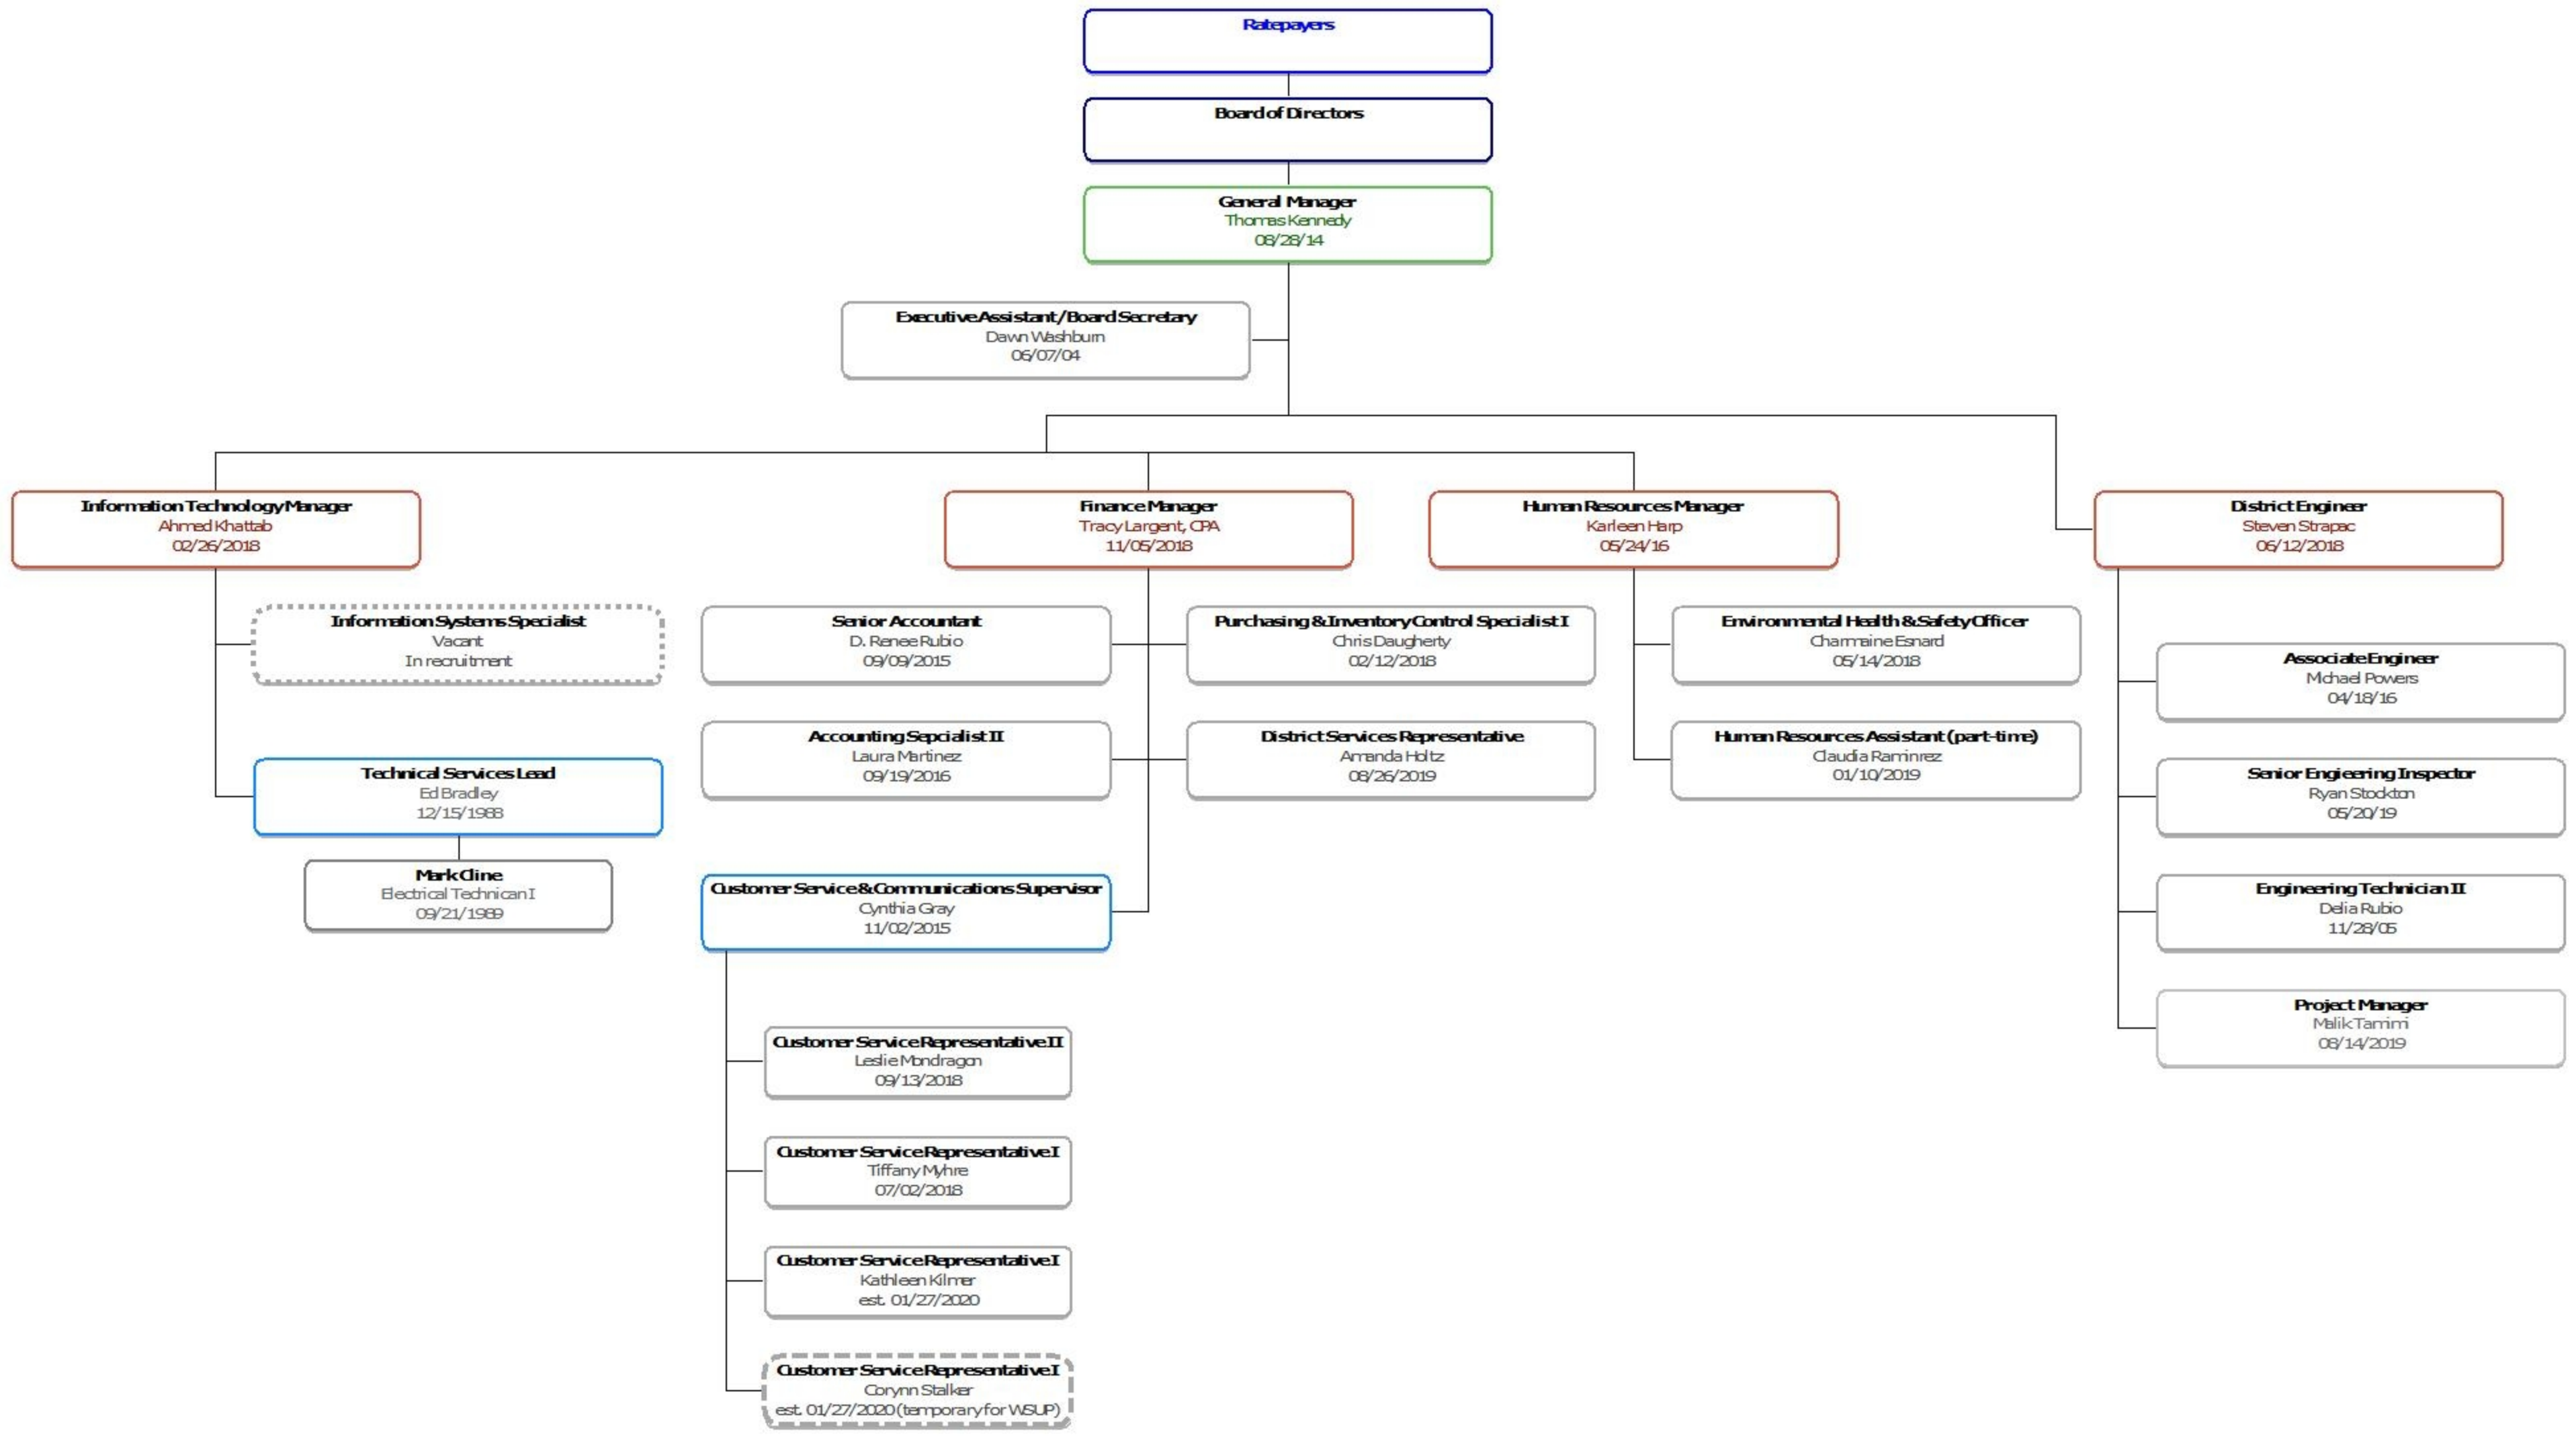 Ratepayers
Board of Directors
General Manager
Thomas Kennedy
08/28/14
Executive Assistant/Board Secretary
Dawn Washburn
06/07/04
Information Technology Manager
Ahmed Khattab
02/26/2018
Finance Manager
Tracy Largent, CPA
11/05/2018
Human Resources Manager
Karleen Harp
05/24/16
District Engineer
Steven Strapac
06/12/2018
Information Systems Specialist
Vacant
In recruitment
Technical Services Lead
Ed Bradley
12/15/1988
Mark Cline
Electrical Technican I
09/21/1989
Senior Accountant
D. Renee Rubio
09/09/2015
Purchasing & Inventory Control Specialist I
Chris Daugherty
02/12/2018
Accounting Sepcialist II
Laura Martinez
09/19/2016
District Services Representative
Amanda Holtz
08/26/2019
Customer Service & Communications Supervisor
Cynthia Gray
11/02/2015
Customer Service Representative II
Leslie Mondragon
09/13/2018
Customer Service Representative I
Tiffany Myhre
07/02/2018
Customer Service Representative I
Kathleen Kilmer
est. 01/27/2020
Customer Service Representative I
Corynn Stalker
est. 01/27/2020 (temporary for WSUP)
Environmental Health & Safety Officer
Charmaine Esnard
05/14/2018
Human Resources Assistant (part-time)
Claudia Raminrez
01/10/2019
Associate Engineer
Michael Powers
04/18/16
Senior Engieering Inspector
Ryan Stockton
05/20/19
Engineering Technician II
Delia Rubio
11/28/05
Project Manager
Malik Tamimi
08/14/2019